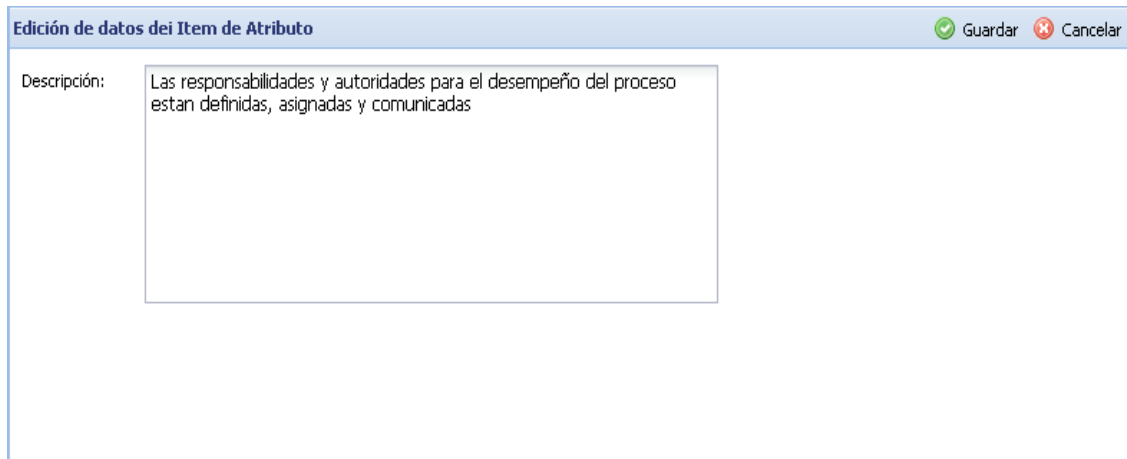 Edición de datos dei Item de Atributo
Guardar
Cancelar
Descripción:
Las responsabilidades y autoridades para el desempeño del proceso
estan definidas, asignadas y comunicadas